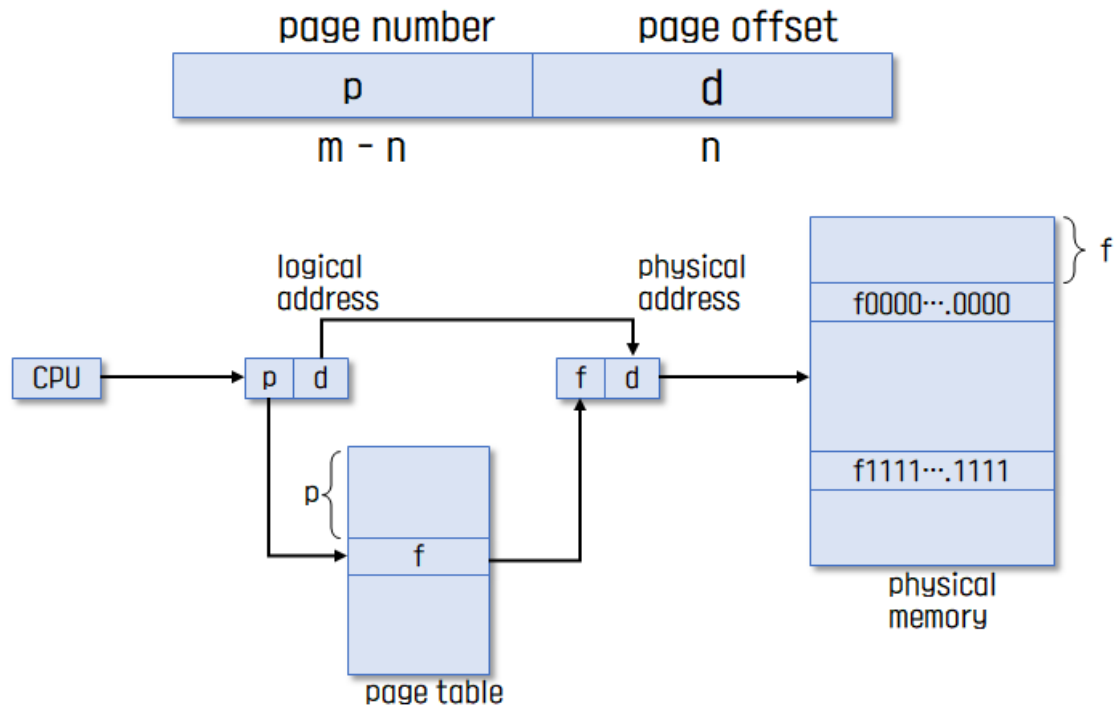 page number page offset
p d
m - n n
f
logical address
physical address
f0000….0000
CPU
p d
f d
p
f
f1111….1111
physical memory
page table